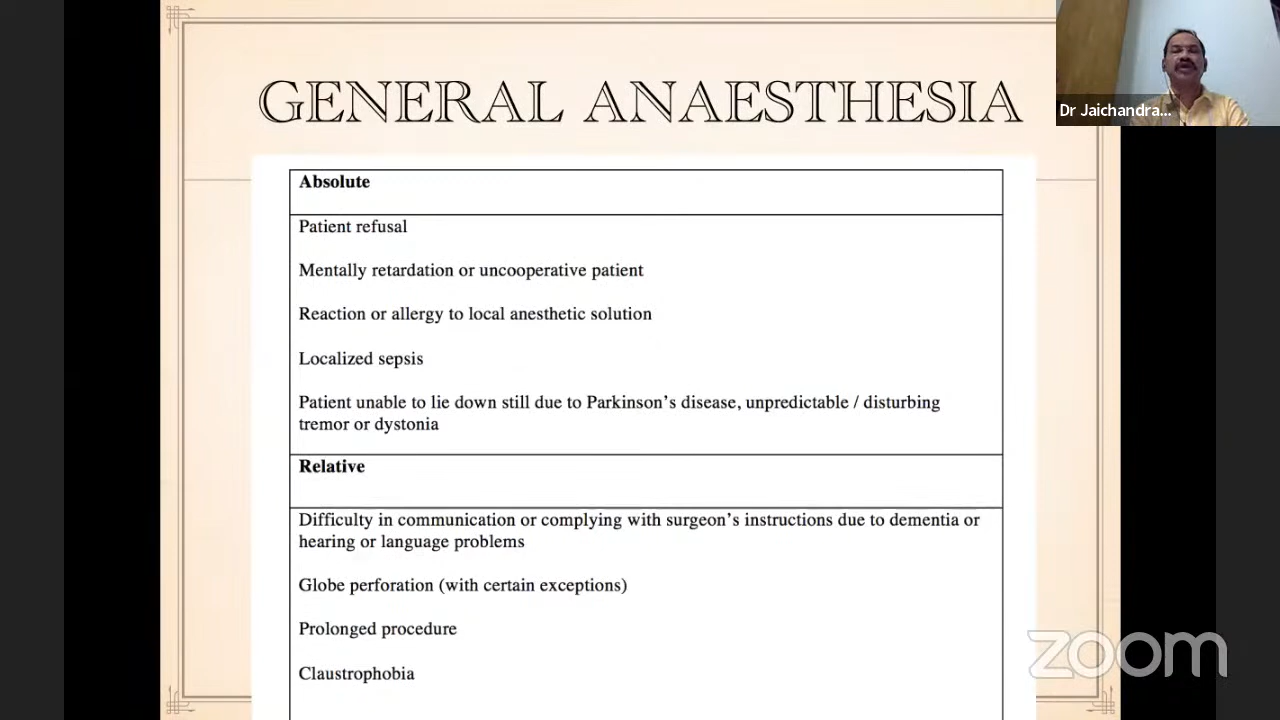 GENERAL ANAESTHESIA
Dr Jaichandra...
Absolute
Patient refusal
Mentally retardation or uncooperative patient
Reaction or allergy to local anesthetic solution
Localized sepsis
Patient unable to lie down still due to Parkinson’s disease, unpredictable / disturbing
tremor or dystonia
Relative
Difficulty in communication or complying with surgeon’s instructions due to dementia or
hearing or language problems
Globe perforation (with certain exceptions)
Prolonged procedure
Claustrophobia
zoom